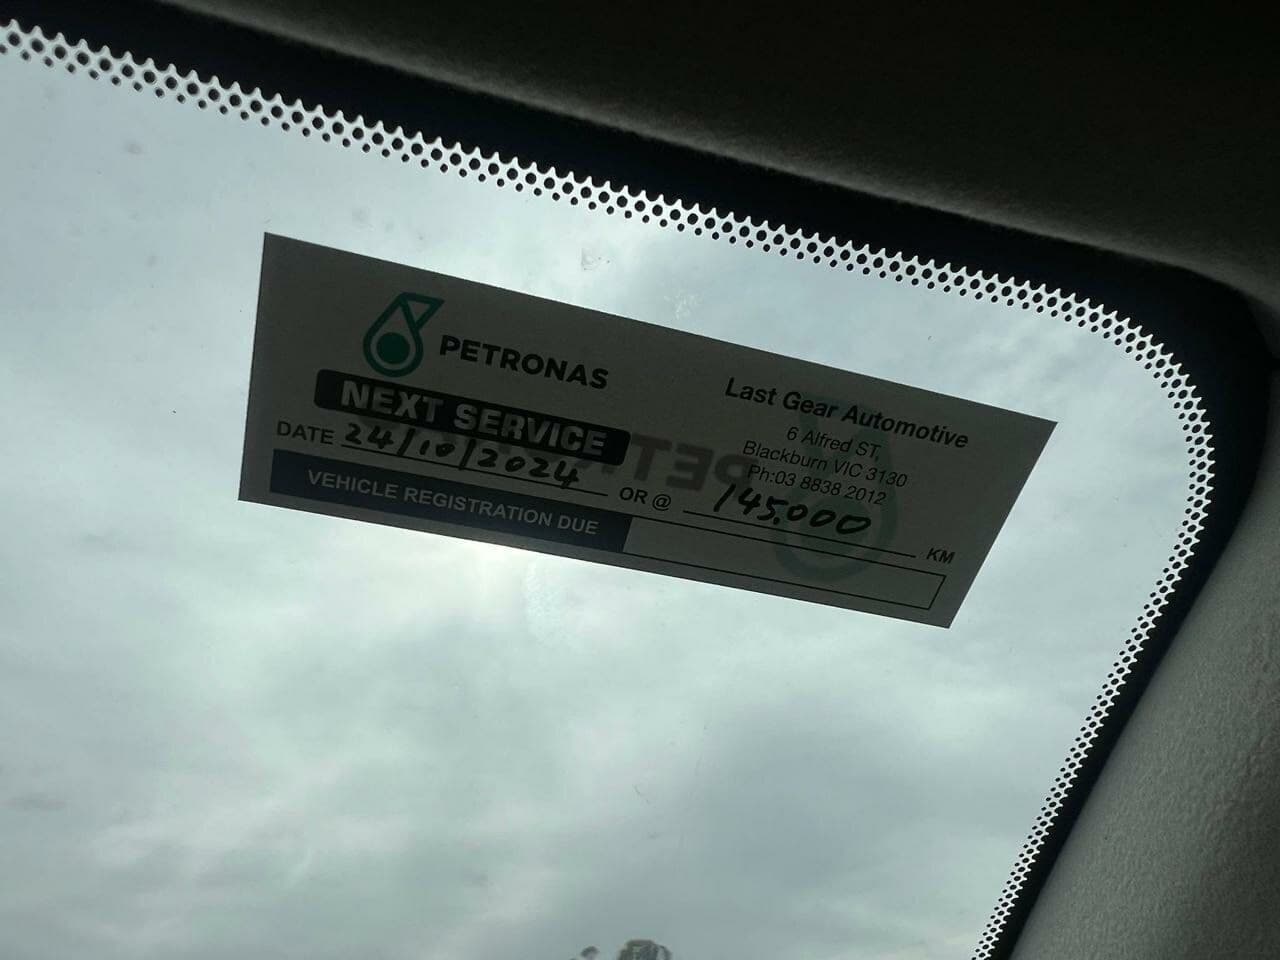 PETRONAS
NEXT SERVICE
DATE 24/10/2024 OR @ 145,000 KM
VEHICLE REGISTRATION DUE
Last Gear Automotive
6 Alfred ST,
Blackburn VIC 3130
Ph:03 8838 2012
PETRONAS